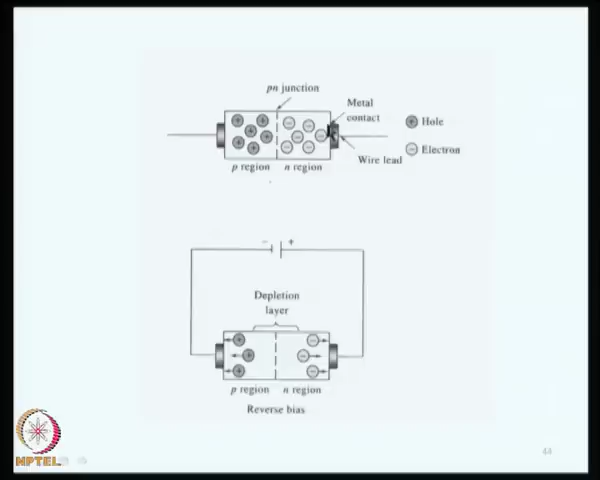 pn junction
Metal
contact
Hole
Electron
Wire lead
p region
n region
Depletion
layer
p region
n region
Reverse bias
NPTEL
44